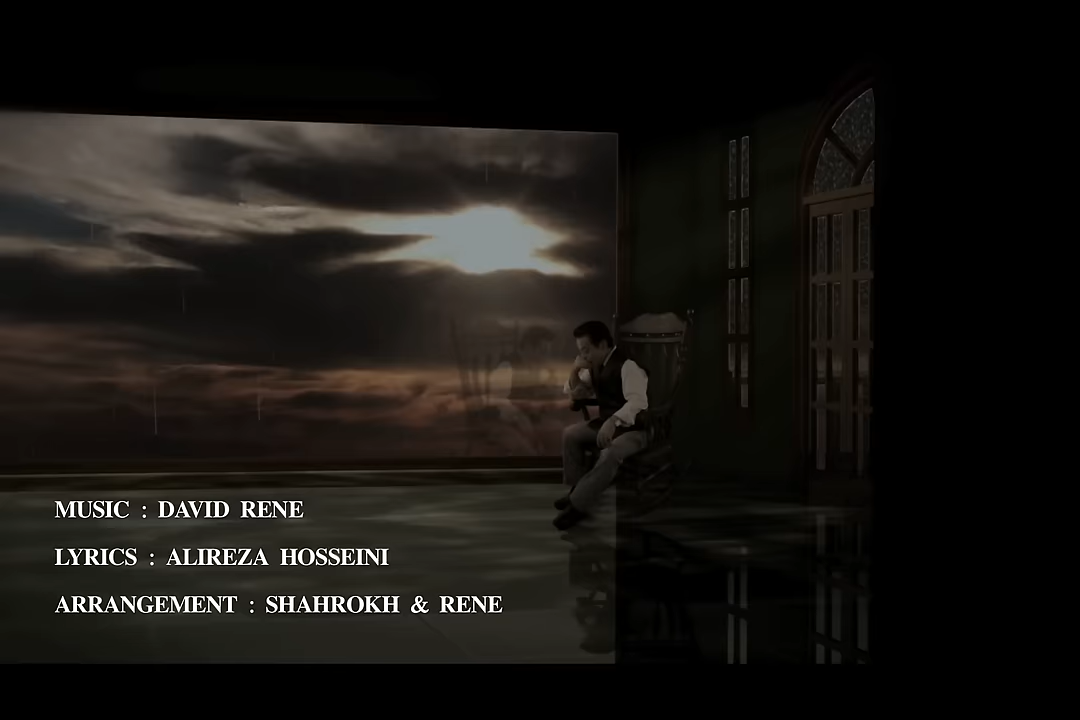 MUSIC : DAVID RENE
LYRICS : ALIREZA HOSSEINI
ARRANGEMENT : SHAHROKH & RENE